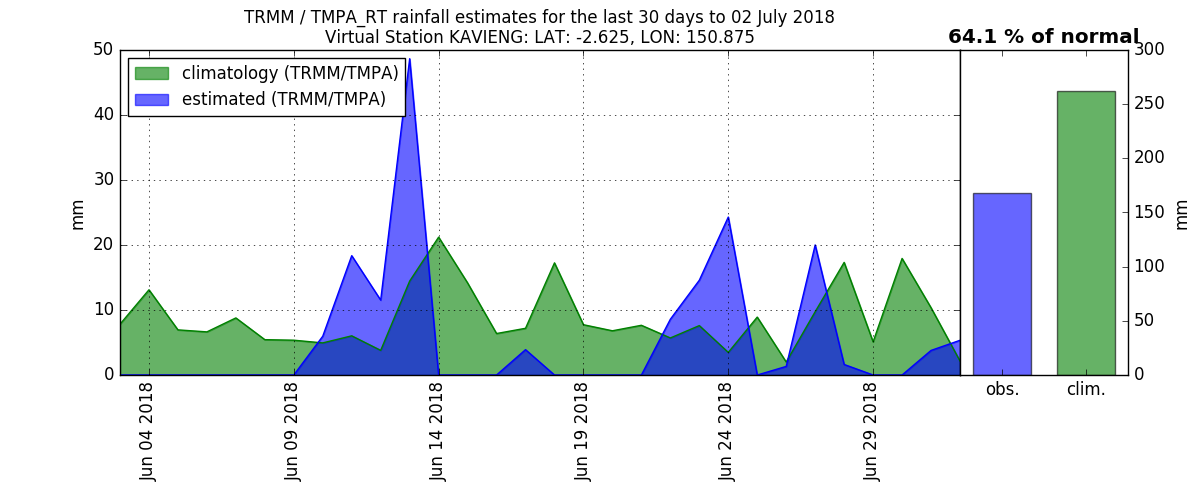 TRMM / TMPA_RT rainfall estimates for the last 30 days to 02 July 2018
Virtual Station KAVIENG: LAT: -2.625, LON: 150.875
64.1 % of normal
climatology (TRMM/TMPA)
estimated (TRMM/TMPA)
mm
50
40
30
20
10
0
Jun 04 2018
Jun 09 2018
Jun 14 2018
Jun 19 2018
Jun 24 2018
Jun 29 2018
obs.
clim.
300
250
200
150
100
50
0
mm